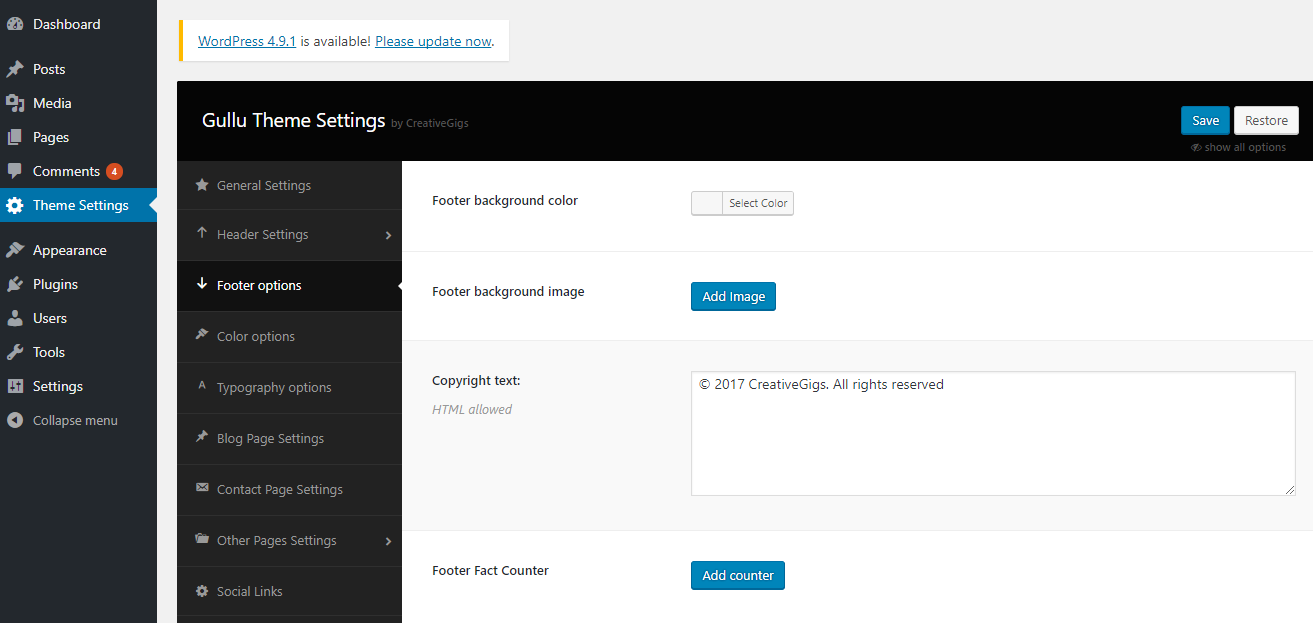 Dashboard
Posts
Media
Pages
Comments 4
Theme Settings
Appearance
Plugins
Users
Tools
Settings
Collapse menu
WordPress 4.9.1 is available! Please update now.
Gullu Theme Settings by CreativeGigs
Save Restore
show all options
General Settings
Header Settings
Footer options
Color options
Typography options
Blog Page Settings
Contact Page Settings
Other Pages Settings
Social Links
Footer background color
Select Color
Footer background image
Add Image
Copyright text:
HTML allowed
© 2017 CreativeGigs. All rights reserved
Footer Fact Counter
Add counter